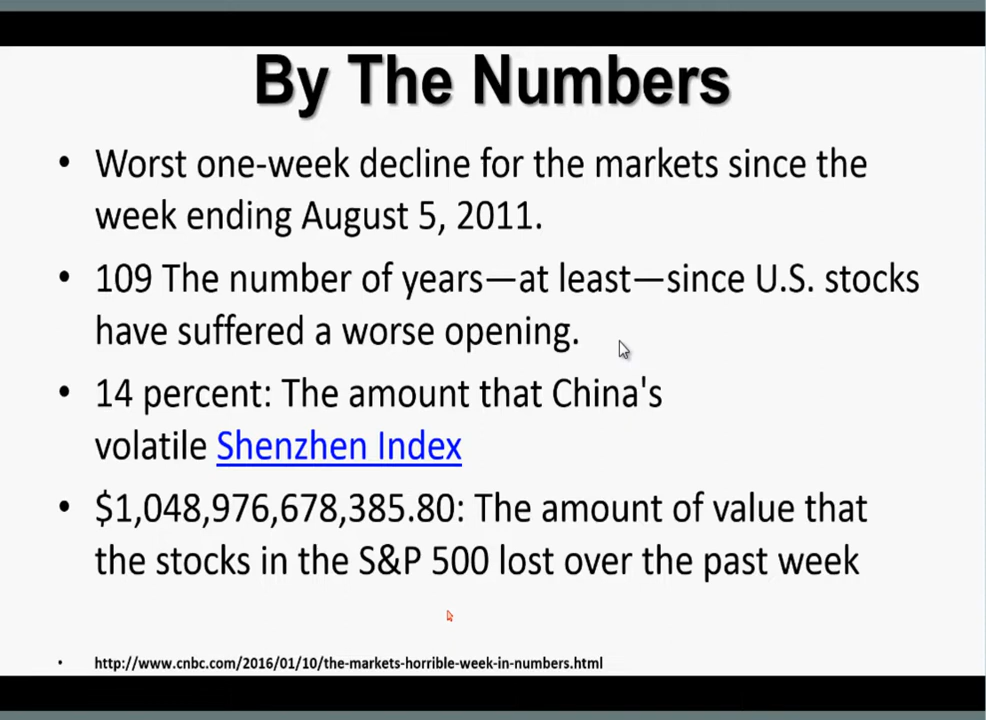 By The Numbers
• Worst one-week decline for the markets since the
week ending August 5, 2011.
• 109 The number of years—at least—since U.S. stocks
have suffered a worse opening.
• 14 percent: The amount that China's
volatile Shenzhen Index
• $1,048,976,678,385.80: The amount of value that
the stocks in the S&P 500 lost over the past week
• http://www.cnbc.com/2016/01/10/the-markets-horrible-week-in-numbers.html